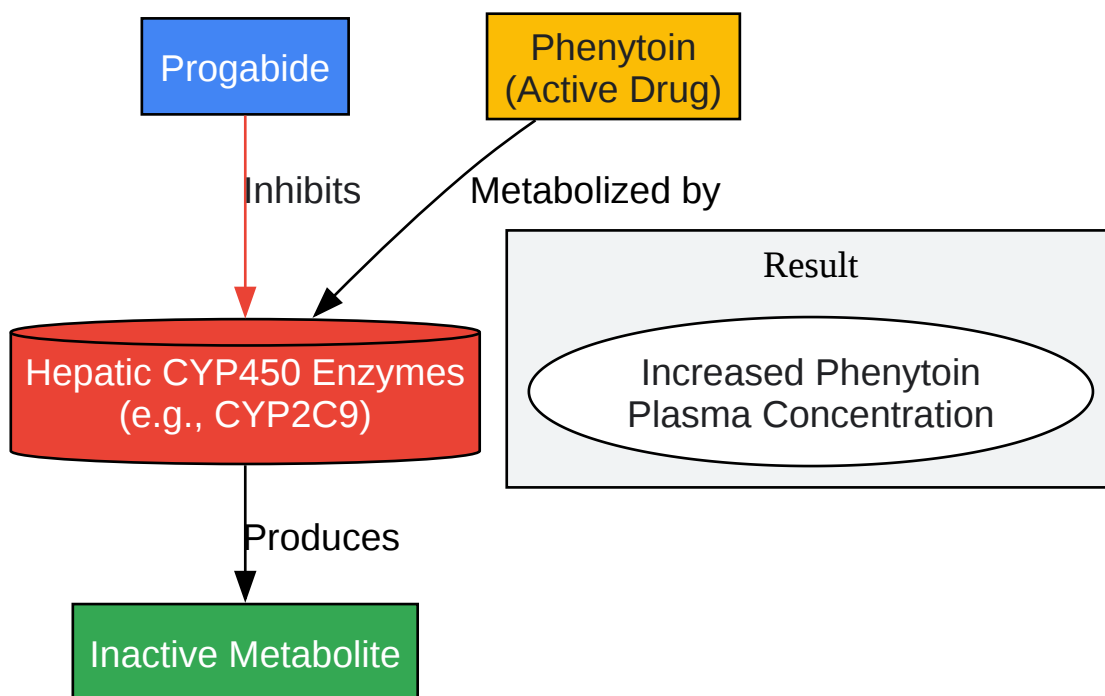 Progabide
Phenytoin
(Active Drug)
Inhibits
Metabolized by
Result
Hepatic CYP450 Enzymes
(e.g., CYP2C9)
Increased Phenytoin
Plasma Concentration
Produces
Inactive Metabolite